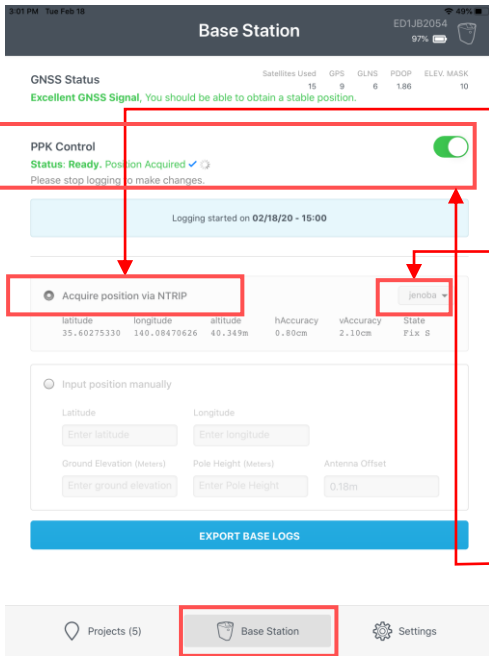 3:01 PM Tue Feb 18
49%
Base Station
ED1JB2054
97%
GNSS Status
Satellites Used GPS GLNS PDOP ELEV. MASK
15 9 6 1.86 10
Excellent GNSS Signal, You should be able to obtain a stable position.
PPK Control
Status: Ready. Position Acquired
Please stop logging to make changes.
Logging started on 02/18/20 - 15:00
Acquire position via NTRIP
jenoba
latitude longitude altitude hAccuracy vAccuracy State
35.60275330 140.08470626 40.349m 0.80cm 2.10cm Fix S
Input position manually
Latitude Longitude
Enter latitude Enter longitude
Ground Elevation (Meters) Pole Height (Meters) Antenna Offset
Enter ground elevation Enter Pole Height 0.18m
EXPORT BASE LOGS
Projects (5) Base Station Settings